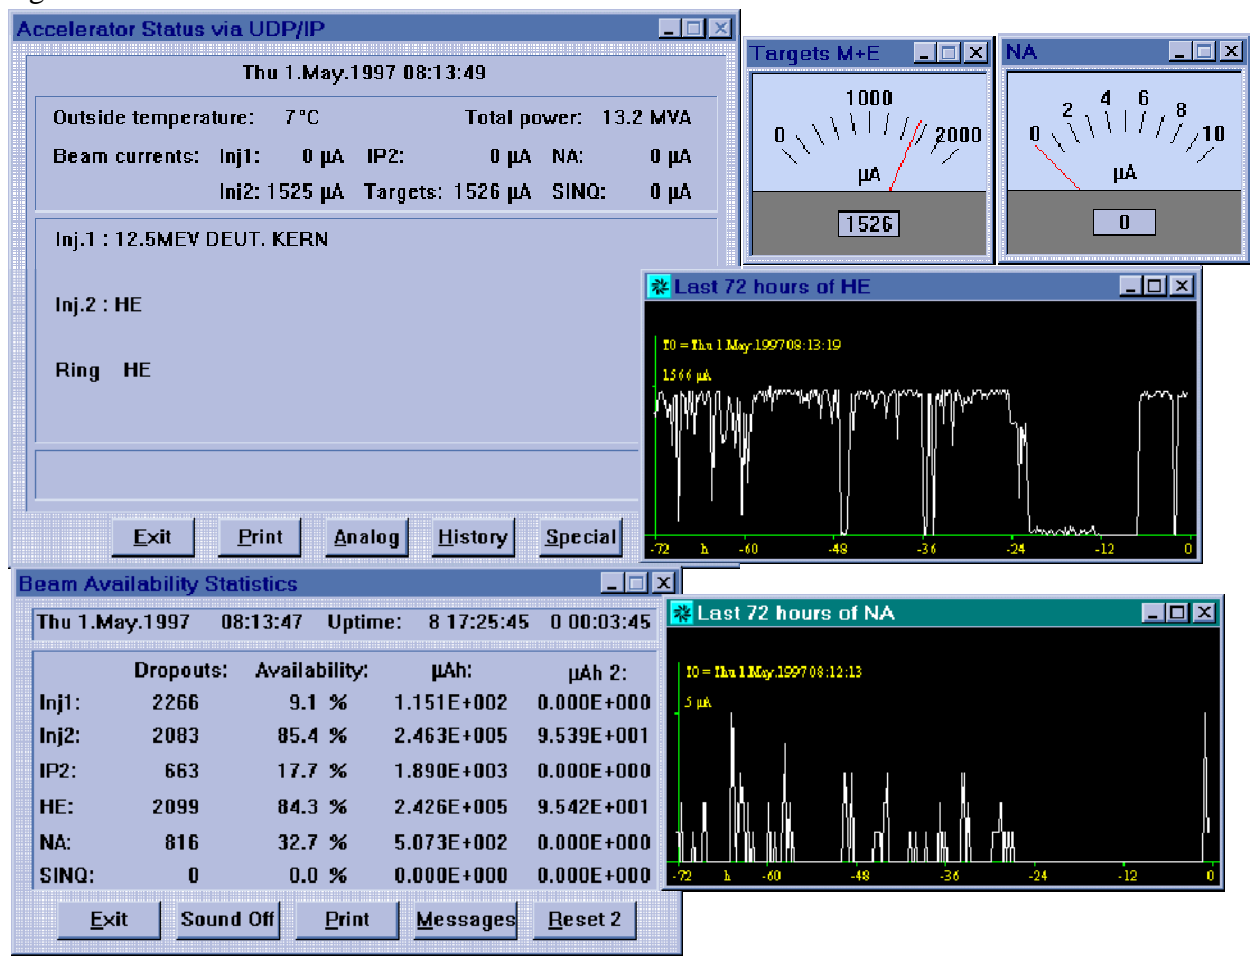 Accelerator Status via UDP/IP
Thu 1.May.1997 08:13:49
Outside temperature: 7°C Total power: 13.2 MVA
Beam currents: Inj1: 0 µA IP2: 0 µA NA: 0 µA
Inj2: 1525 µA Targets: 1526 µA SINQ: 0 µA
Inj.1 : 12.5MEV DEUT. KERN
Inj.2 : HE
Ring HE
Exit Print Analog History Special
Targets M+E
0 1000 2000
µA
1526
NA
0 2 4 6 8 10
µA
0
Last 72 hours of HE
T0 = Thu 1.May.1997 08:13:19
1566 µA
-72 h -60 -48 -36 -24 -12 0
Beam Availability Statistics
Thu 1.May.1997 08:13:47 Uptime: 8 17:25:45 0 00:03:45
Dropouts: Availability: µAh: µAh 2:
Inj1: 2266 9.1 % 1.151E+002 0.000E+000
Inj2: 2083 85.4 % 2.463E+005 9.539E+001
IP2: 663 17.7 % 1.890E+003 0.000E+000
HE: 2099 84.3 % 2.426E+005 9.542E+001
NA: 816 32.7 % 5.073E+002 0.000E+000
SINQ: 0 0.0 % 0.000E+000 0.000E+000
Exit Sound Off Print Messages Reset 2
Last 72 hours of NA
T0 = Thu 1.May.1997 08:12:13
5 µA
-72 h -60 -48 -36 -24 -12 0